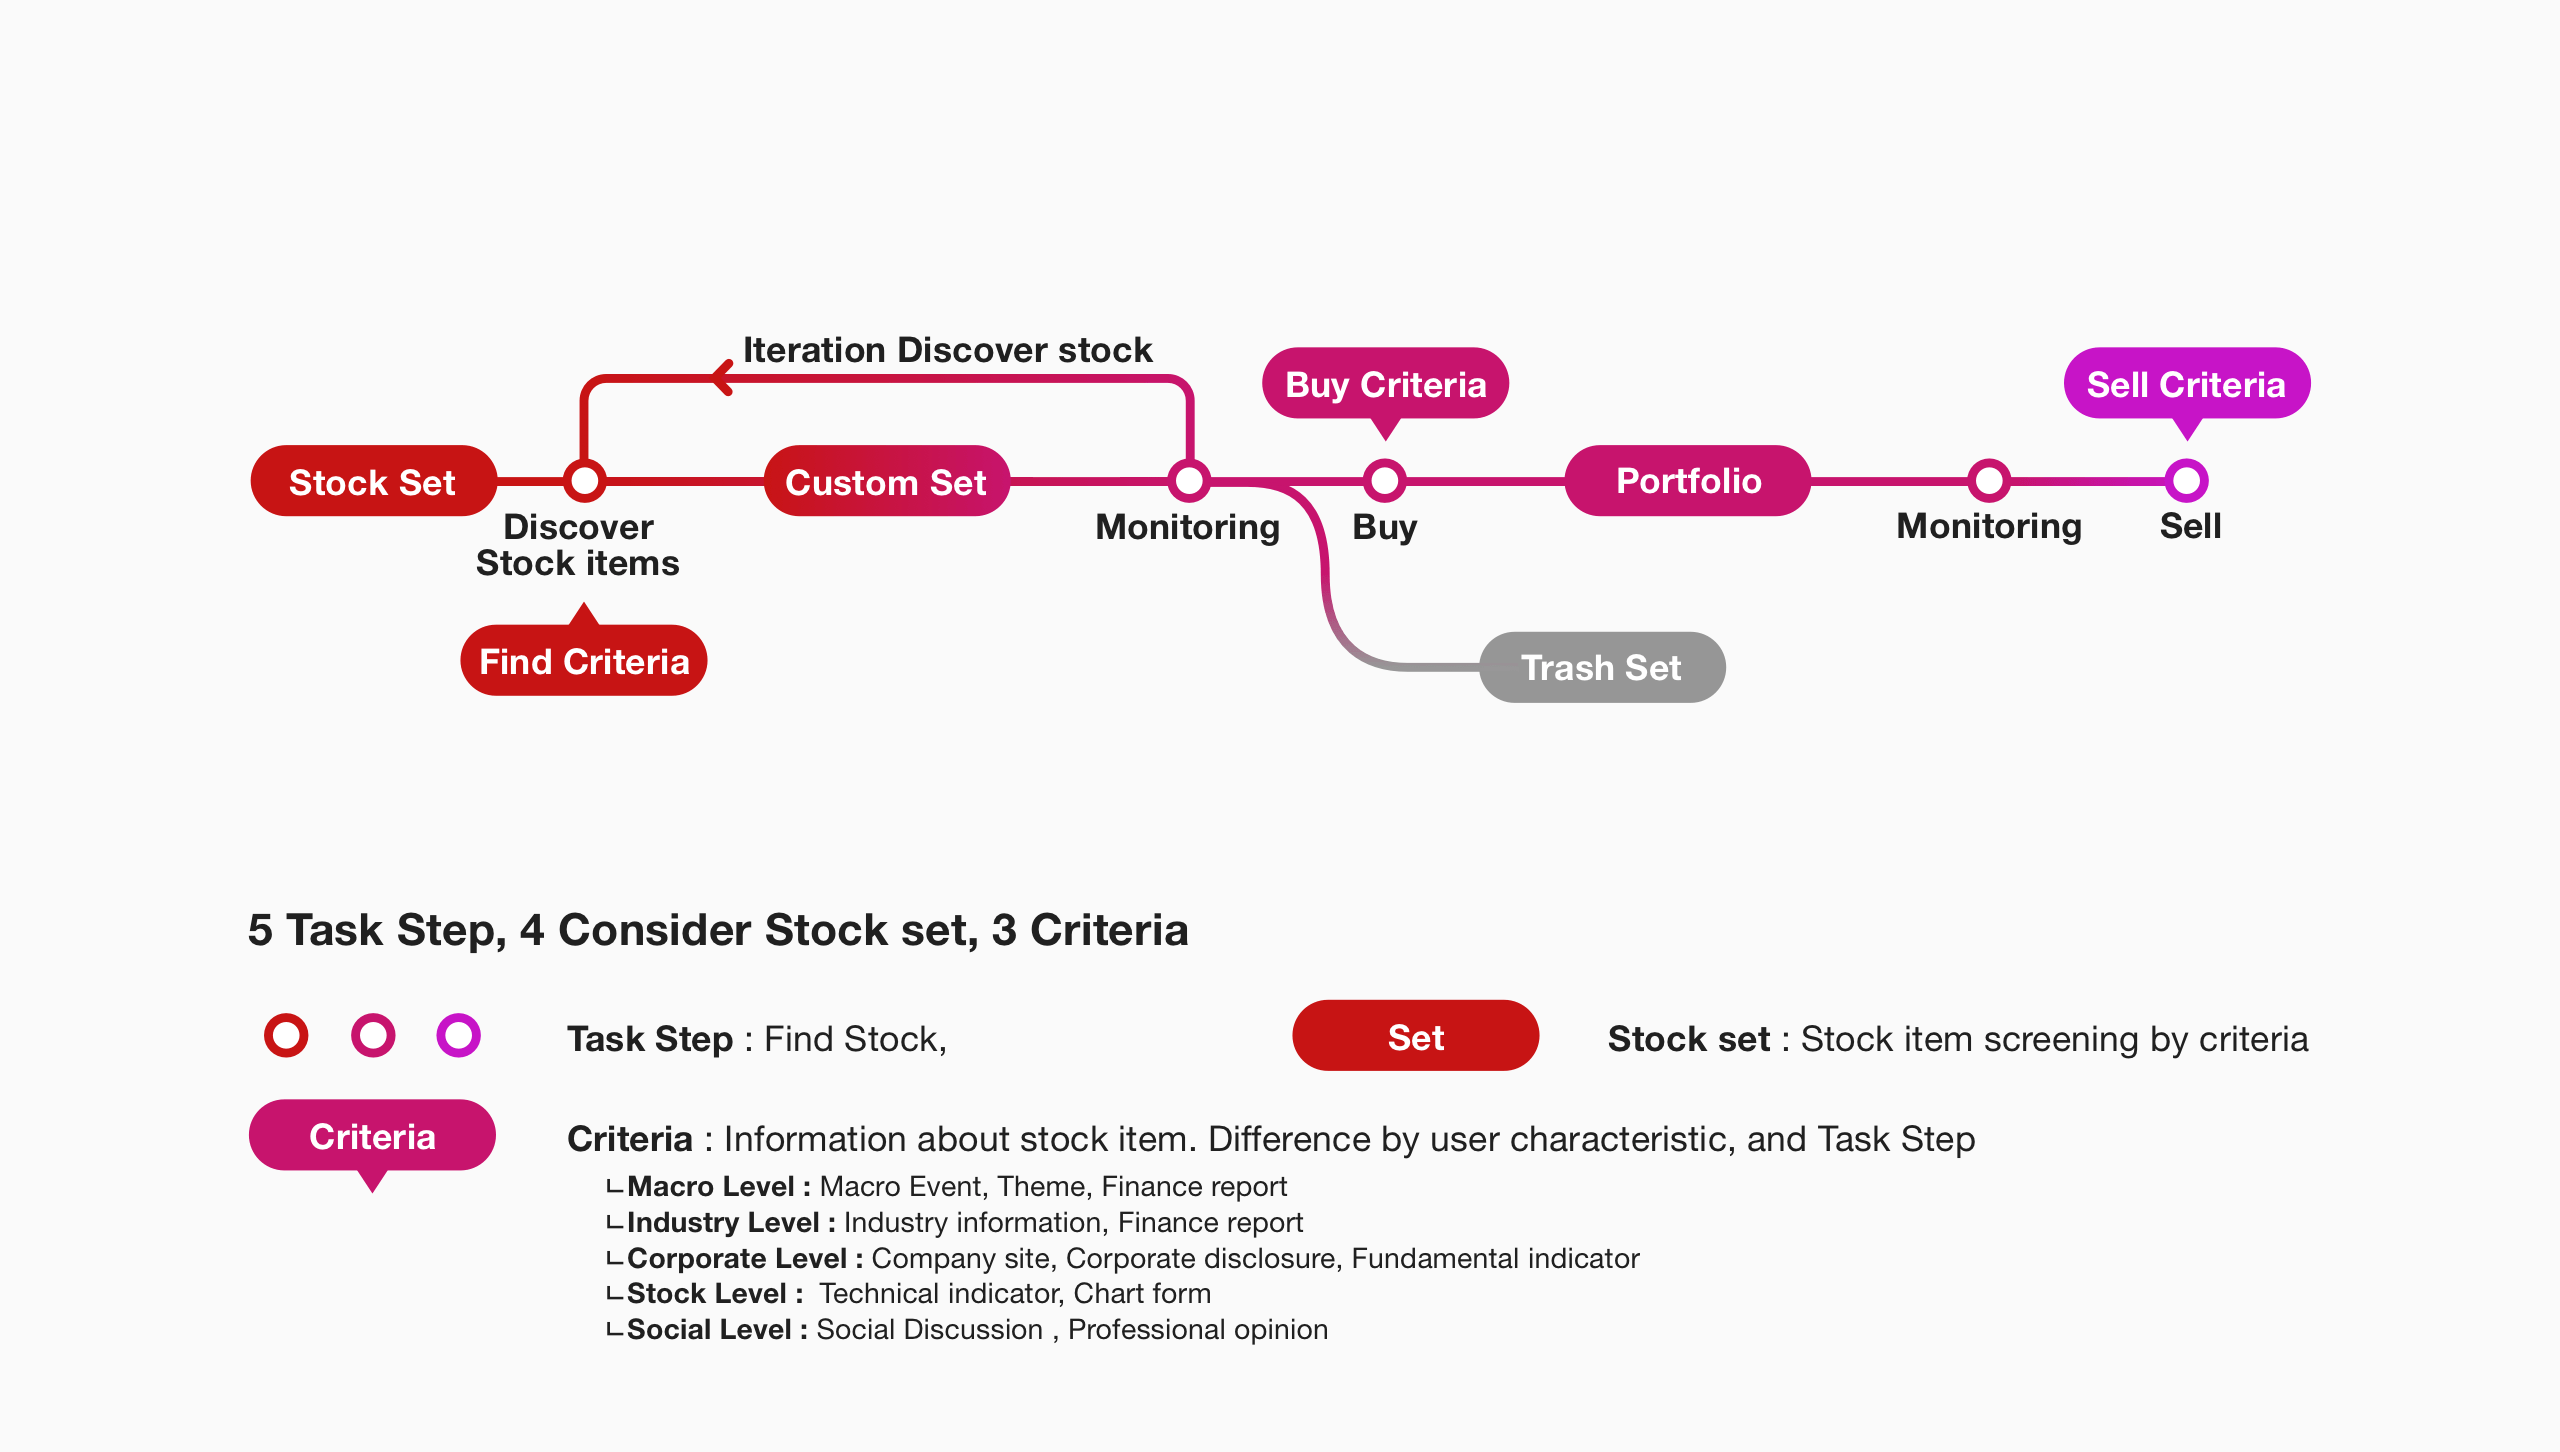 Iteration Discover stock
Buy Criteria
Sell Criteria
Stock Set
Custom Set
Portfolio
Discover
Stock items
Monitoring
Buy
Monitoring
Sell
Find Criteria
Trash Set
5 Task Step, 4 Consider Stock set, 3 Criteria
Task Step : Find Stock,
Set
Stock set : Stock item screening by criteria
Criteria
Criteria : Information about stock item. Difference by user characteristic, and Task Step
ㄴMacro Level : Macro Event, Theme, Finance report
ㄴIndustry Level : Industry information, Finance report
ㄴCorporate Level : Company site, Corporate disclosure, Fundamental indicator
ㄴStock Level :  Technical indicator, Chart form
ㄴSocial Level : Social Discussion , Professional opinion